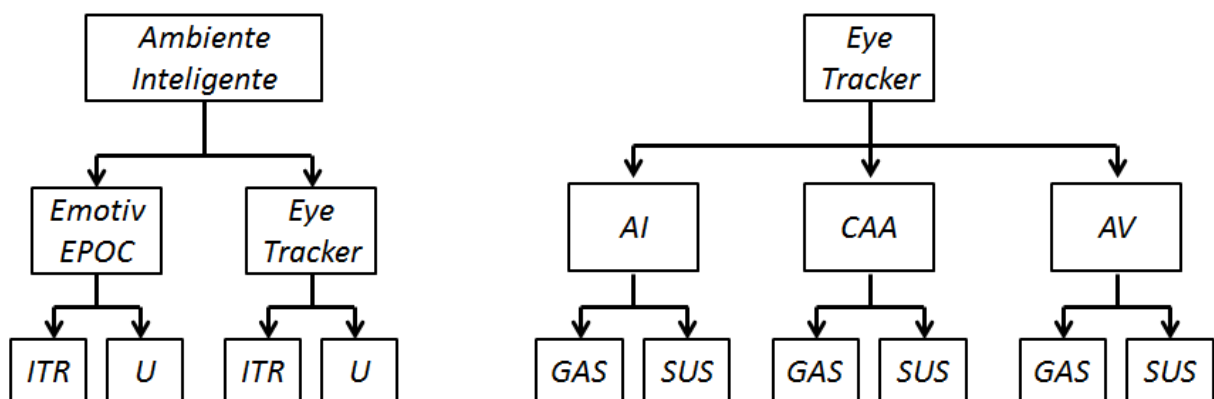 Ambiente
Inteligente
Emotiv
EPOC
Eye
Tracker
ITR
U
ITR
U
Eye
Tracker
AI
CAA
AV
GAS
SUS
GAS
SUS
GAS
SUS